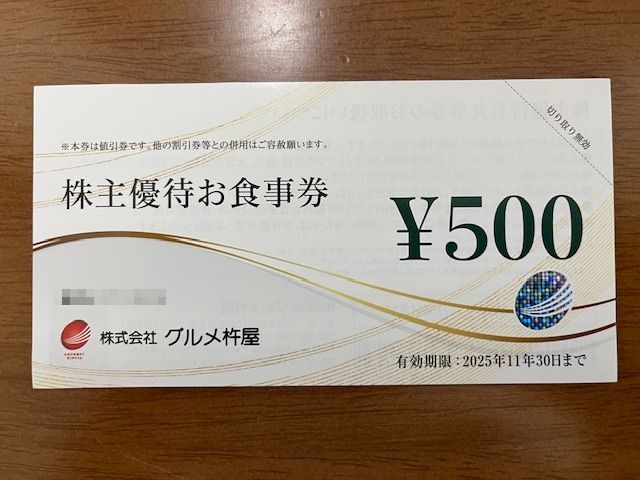 切り取り無効
※本券は値引券です。他の割引券等との併用はご容赦願います。
株主優待お食事券
¥500
GOURMET KINEYA
株式会社 グルメ杵屋
有効期限：2025年11年30日まで